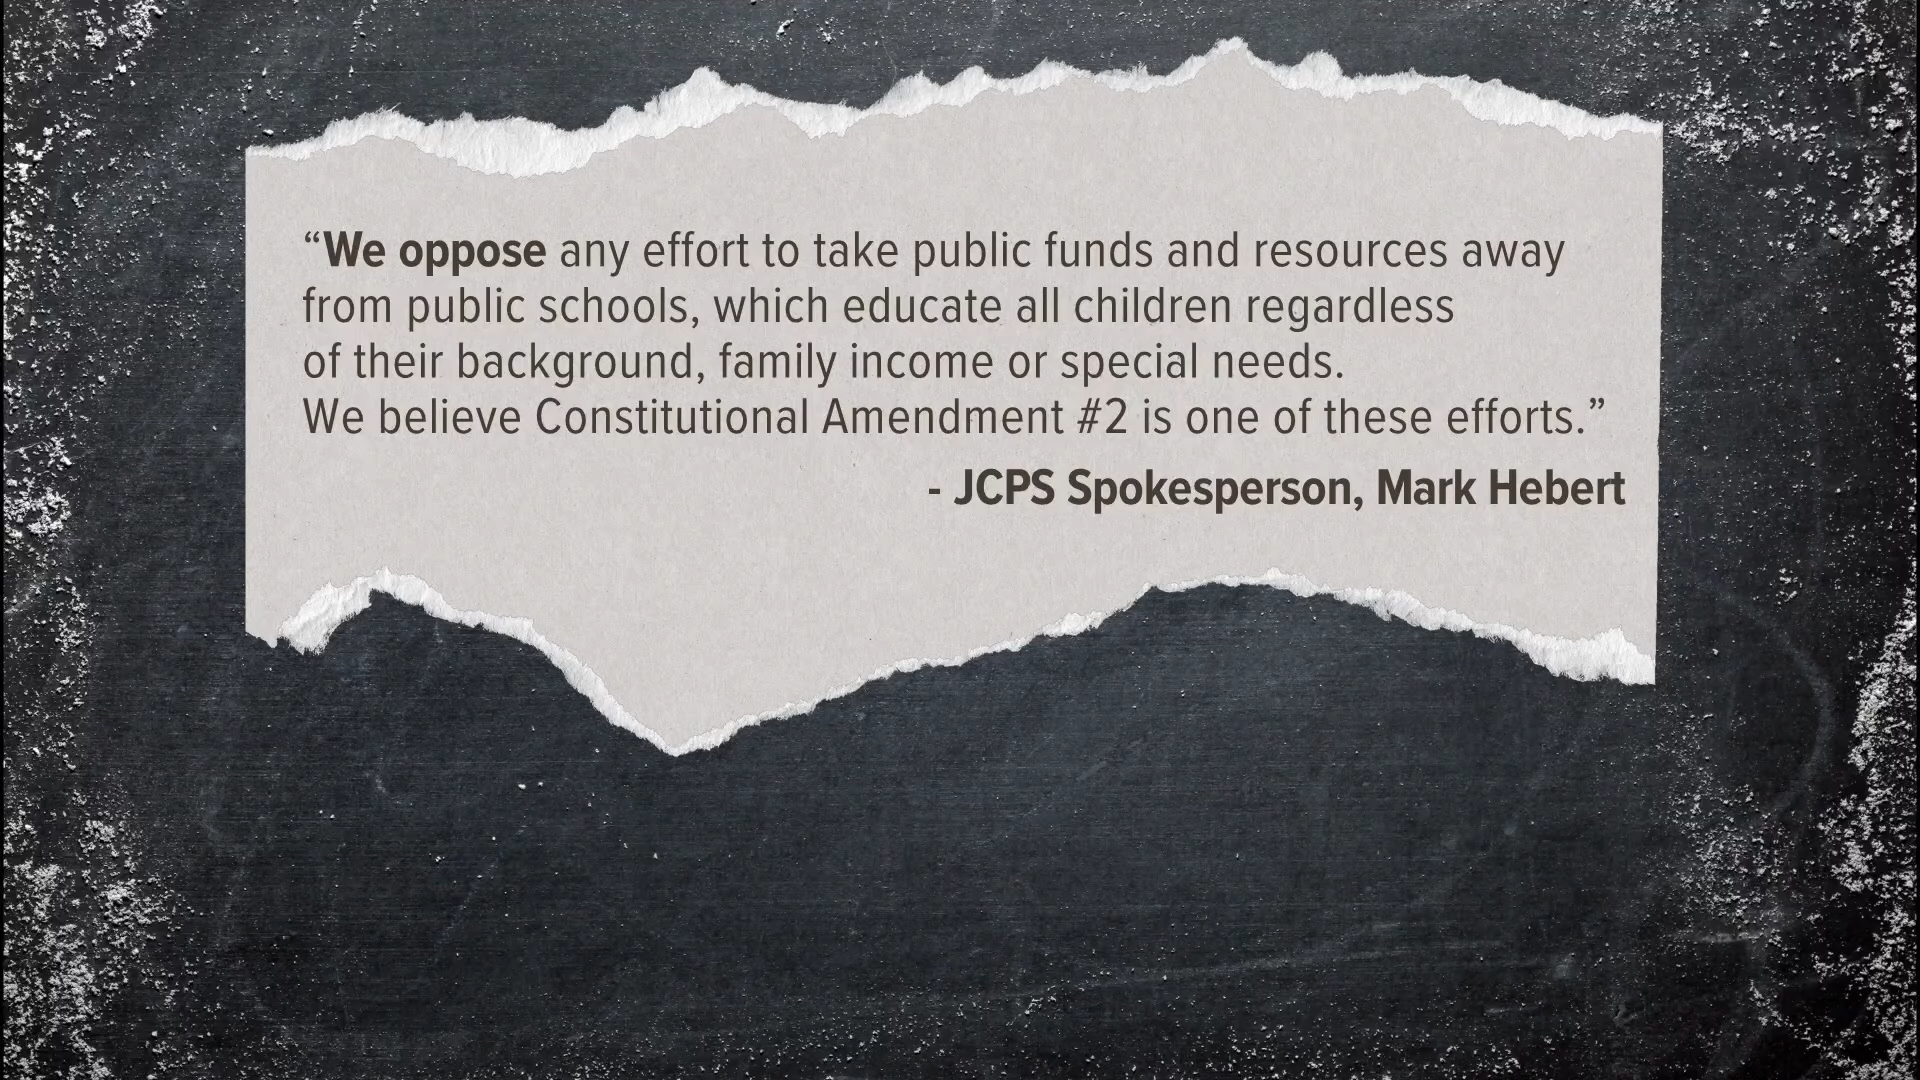 “We oppose any effort to take public funds and resources away
from public schools, which educate all children regardless
of their background, family income or special needs.
We believe Constitutional Amendment #2 is one of these efforts.”
- JCPS Spokesperson, Mark Hebert